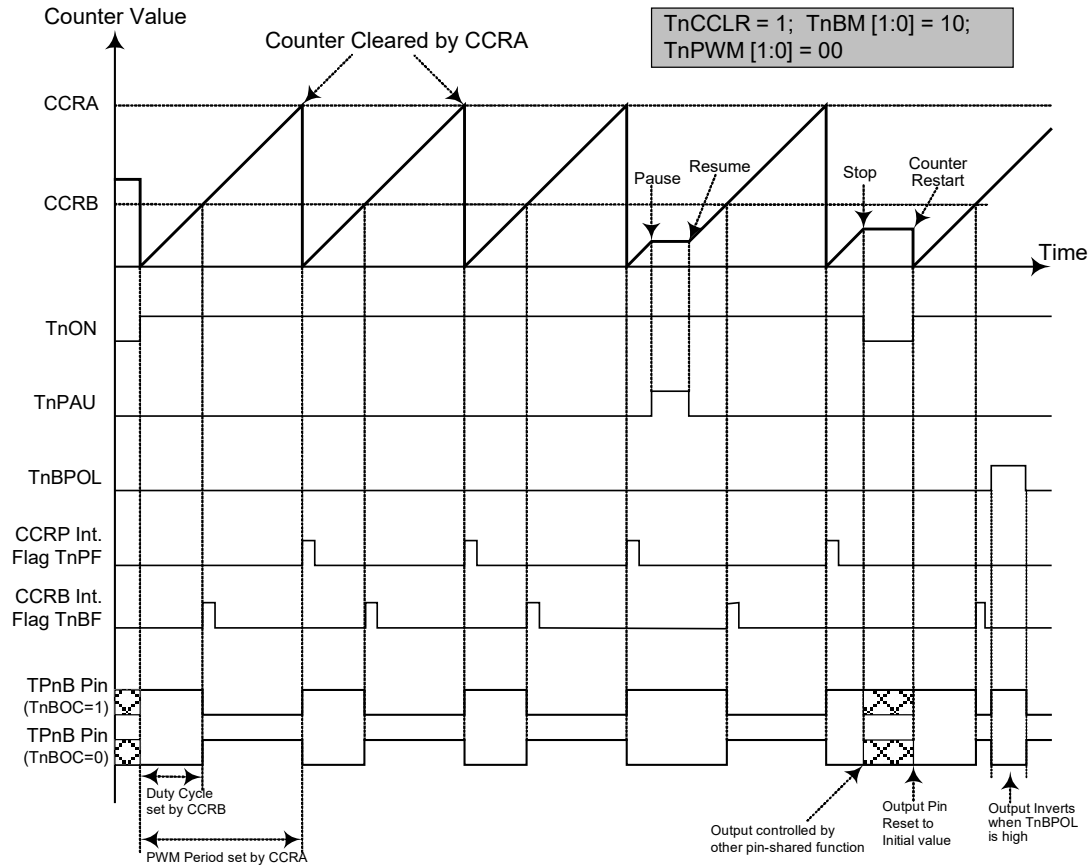 Counter Value
TnCCLR = 1; TnBM [1:0] = 10;
TnPWM [1:0] = 00
Counter Cleared by CCRA
CCRA
Pause
Resume
Stop
Counter
Restart
CCRB
Time
TnON
TnPAU
TnBPOL
CCRP Int.
Flag TnPF
CCRB Int.
Flag TnBF
TPnB Pin
(TnBOC=1)
TPnB Pin
(TnBOC=0)
Duty Cycle
set by CCRB
PWM Period set by CCRA
Output controlled by
other pin-shared function
Output Pin
Reset to
Initial value
Output Inverts
when TnBPOL
is high